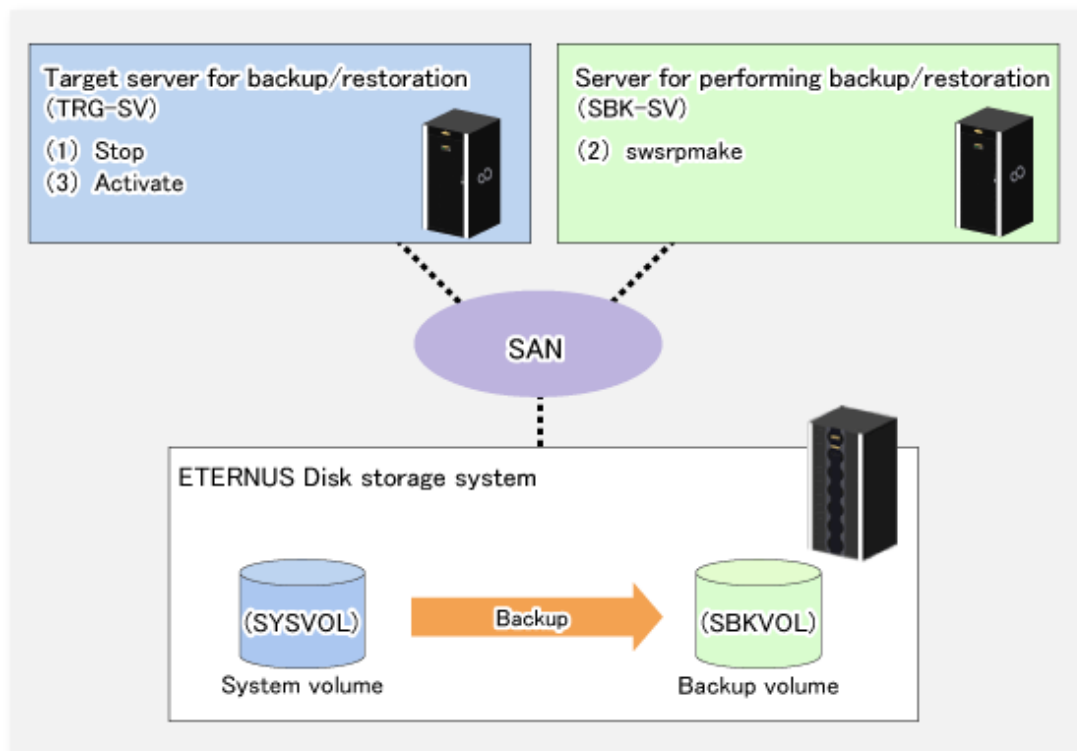 Target server for backup/restoration
(TRG-SV)
(1) Stop
(3) Activate
Server for performing backup/restoration
(SBK-SV)
(2) swsrpmake
SAN
ETERNUS Disk storage system
(SYSVOL)
Backup
(SBKVOL)
System volume
Backup volume